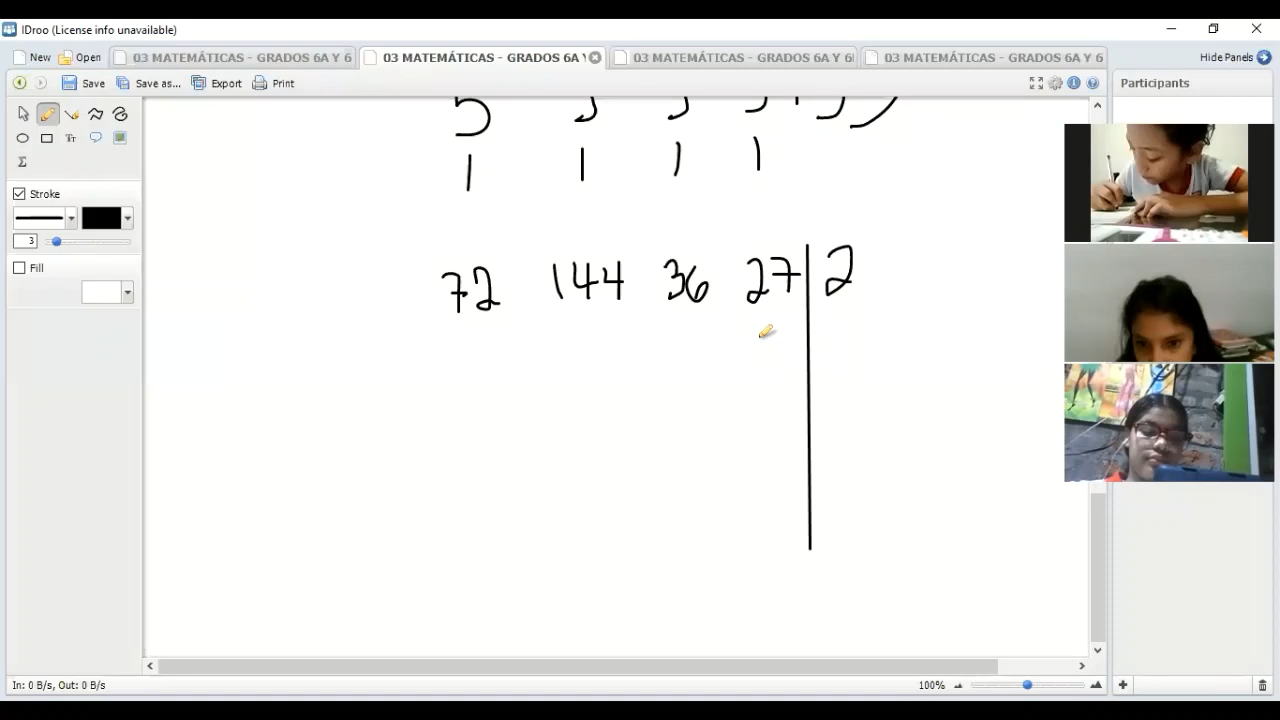 IDroo (License info unavailable)
New Open 03 MATEMÁTICAS - GRADOS 6A Y 6 03 MATEMÁTICAS - GRADOS 6A Y 03 MATEMÁTICAS - GRADOS 6A Y 6 03 MATEMÁTICAS - GRADOS 6A Y 6 Hide Panels
Save Save as... Export Print Participants
Stroke
3
Fill
5
1 1 1 1
72 144 36 27 2
In: 0 B/s, Out: 0 B/s 100%